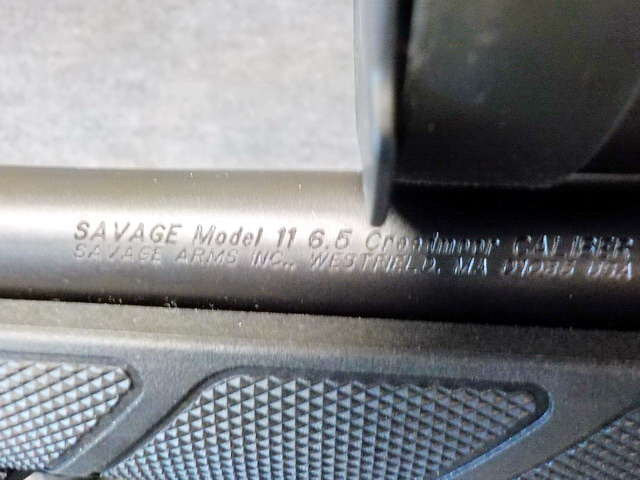 SAVAGE Model 11 6.5 Creedmoor CALIBER
SAVAGE ARMS INC., WESTFIELD, MA 01085 USA